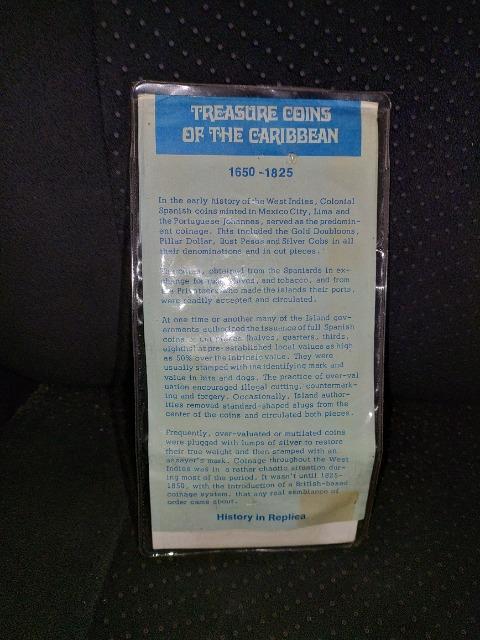 TREASURE COINS
OF THE CARIBBEAN
1650-1825
In the early history of the West Indies, Colonial
Spanish coins minted in Mexico City, Lima and
the Portuguese Johannes, served as the predomin-
ent coinage. This included the Gold Doubloons,
Pillar Dollar, Bust Pesos and Silver Cobs in all
their denominations and in cut pieces.
obtained from the Spaniards in ex-
change for and tobacco, and from
Privateers who made the islands their ports,
were readily accepted and circulated.
At one time or another many of the Island gov-
ernments authorized the issuance of full Spanish
coins or cut pieces (halves, quarters, thirds,
eighths) at pre-established local values as high
as 50% over the intrinsic value. They were
usually stamped with the identifying mark and
value in bits and dogs. The practice of over-val
uation encouraged illegal cutting, countermark-
ing and forgery. Occasionally, Island author-
ities removed standard-shaped slugs from the
center of the coins and circulated both pieces.
Frequently, over-valuated or mutilated coins
were plugged with lumps of silver to restore
their true weight and then stamped with an
assayer's mark. Coinage throughout the West
Indies was in a rather chaotic situation dur-
ing most of the period. It wasn't until 1825-
1850, with the introduction of a British-based
coinage system, that any real semblance of
order came about.
History in Replica